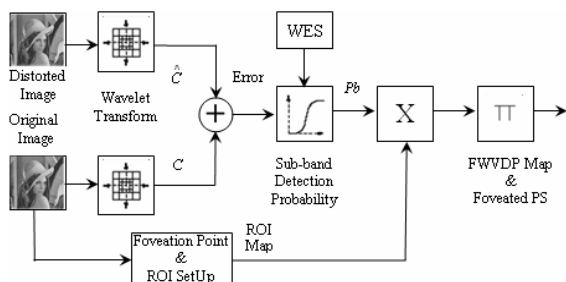 WES
Distorted
Image
Ĉ
Error
Pb
Wavelet
Transform
Original
Image
+
X
Π
C
Sub-band
Detection
Probability
FWVDP Map
&
Foveated PS
ROI
Map
Foveation Point
&
ROI SetUp